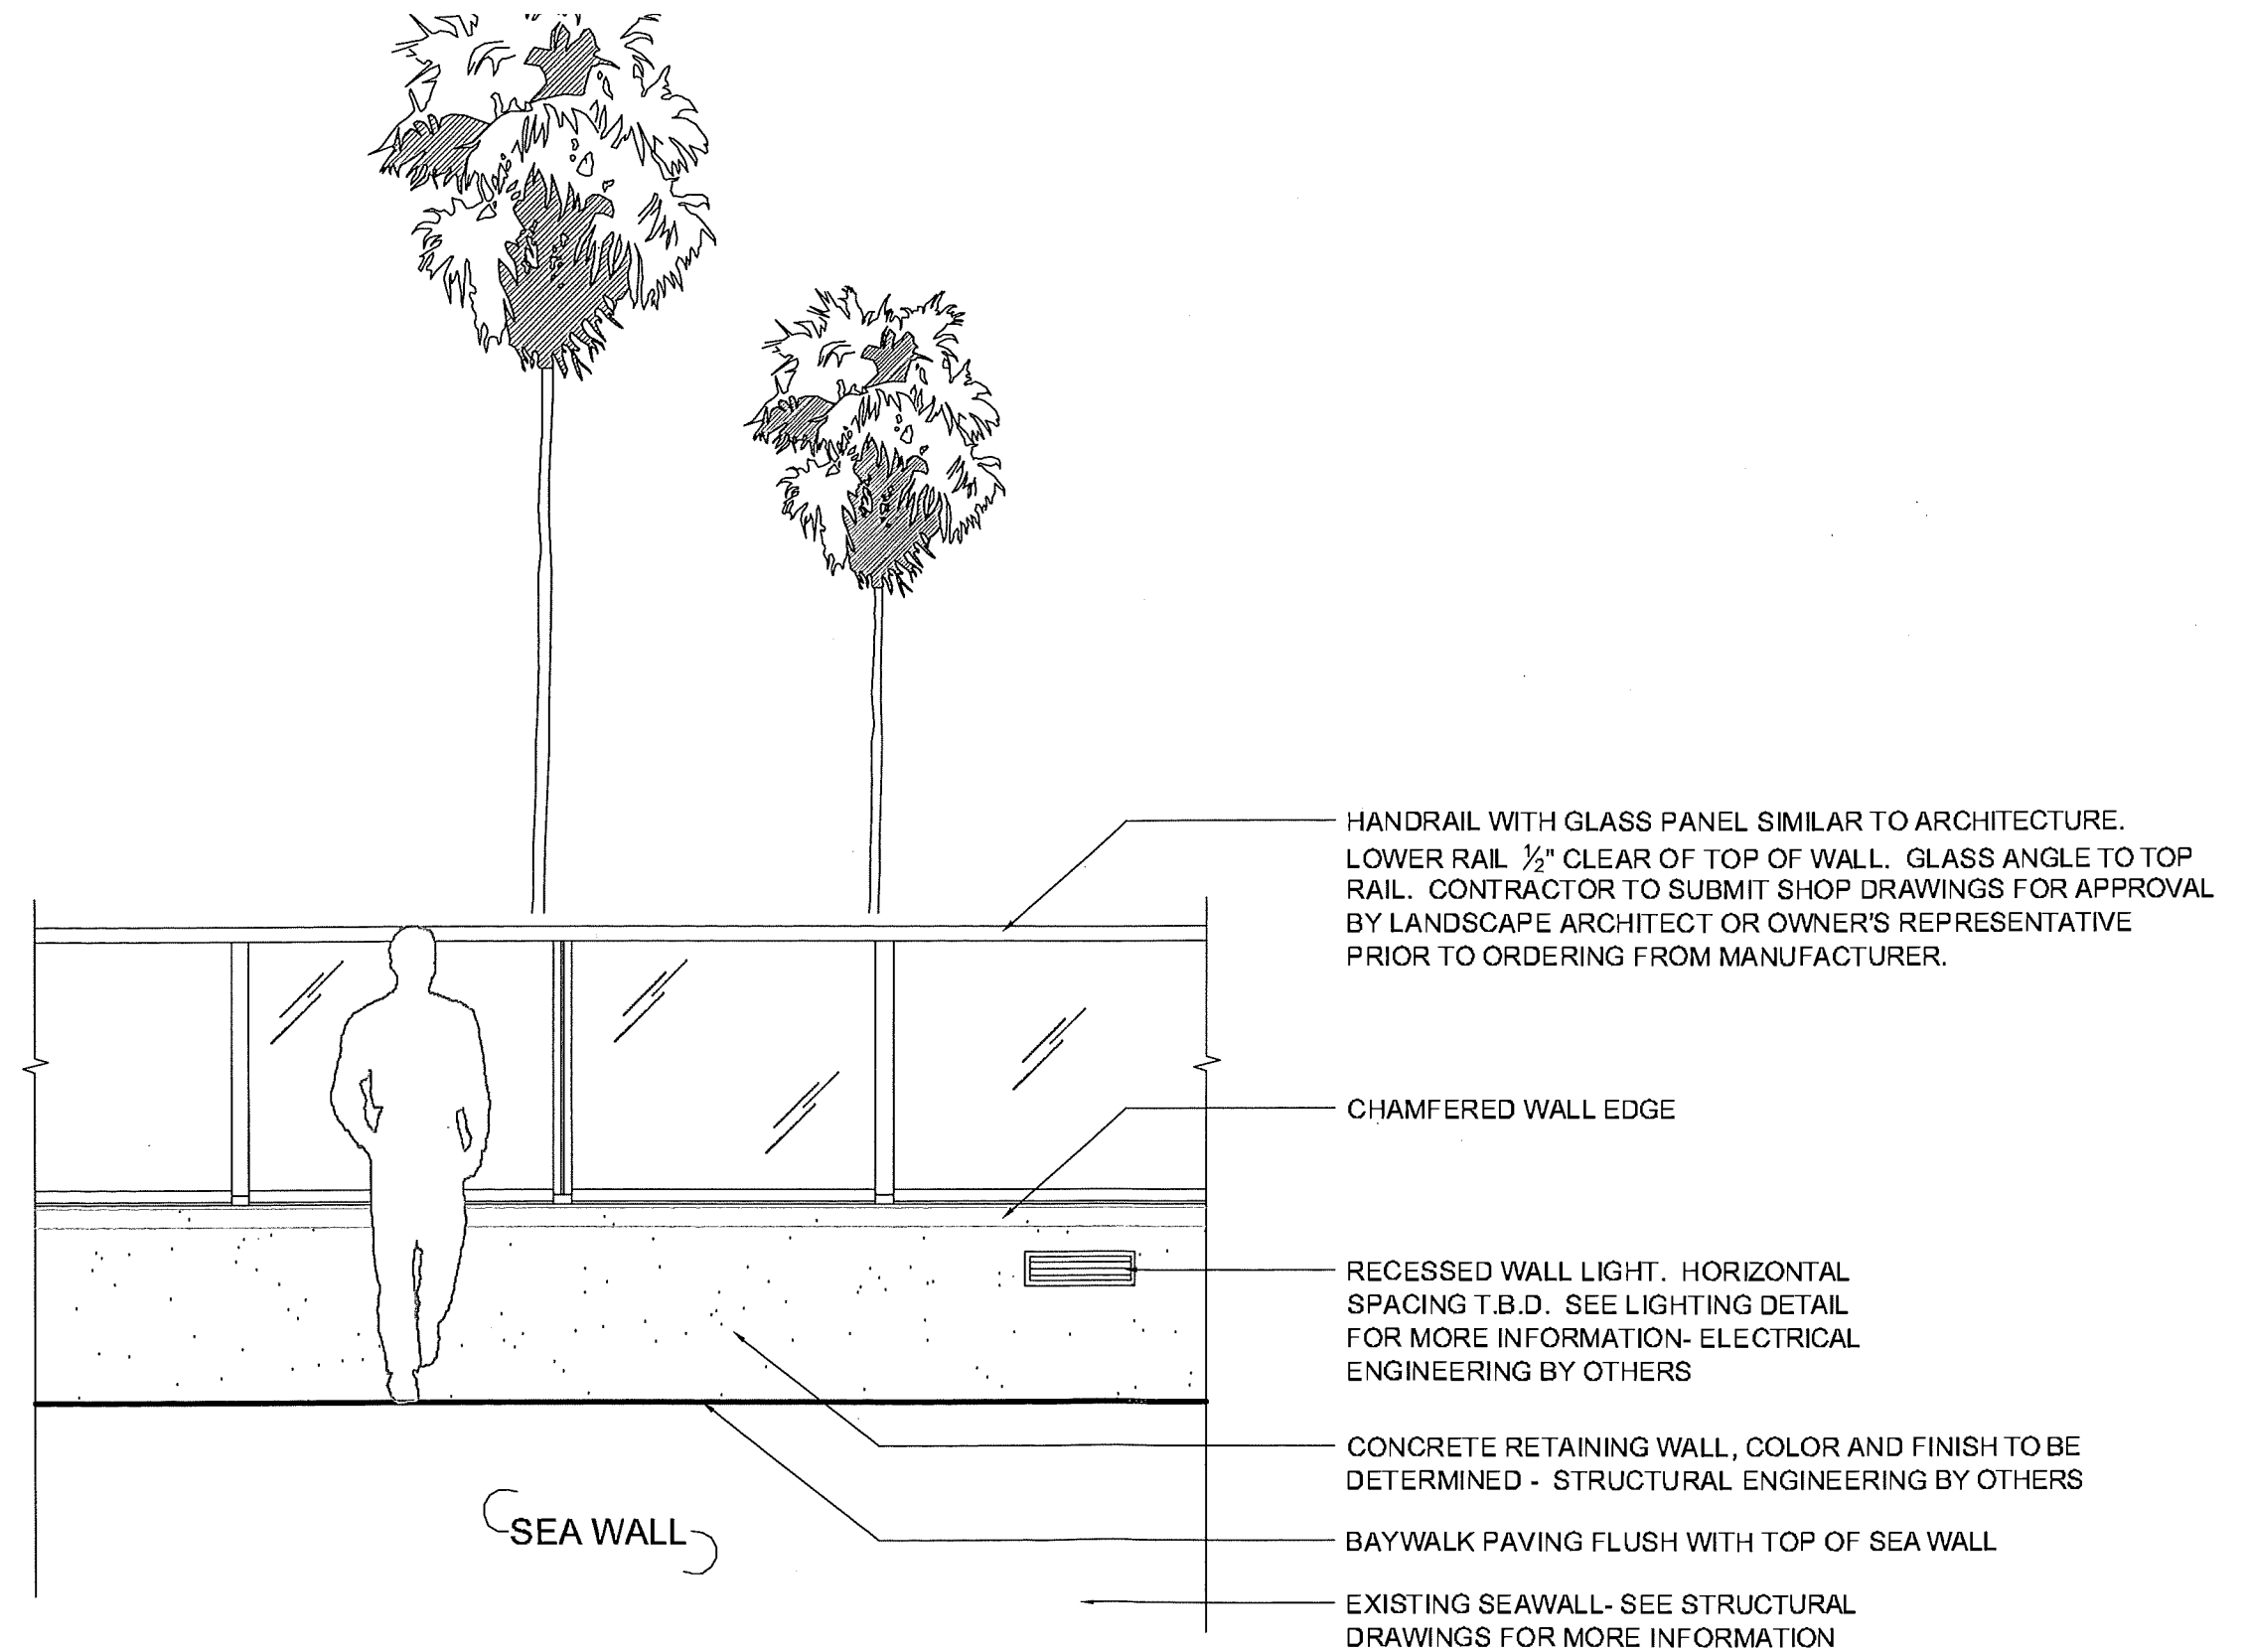 HANDRAIL WITH GLASS PANEL SIMILAR TO ARCHITECTURE.
LOWER RAIL ½" CLEAR OF TOP OF WALL. GLASS ANGLE TO TOP
RAIL. CONTRACTOR TO SUBMIT SHOP DRAWINGS FOR APPROVAL
BY LANDSCAPE ARCHITECT OR OWNER'S REPRESENTATIVE
PRIOR TO ORDERING FROM MANUFACTURER.
CHAMFERED WALL EDGE
RECESSED WALL LIGHT. HORIZONTAL
SPACING T.B.D. SEE LIGHTING DETAIL
FOR MORE INFORMATION- ELECTRICAL
ENGINEERING BY OTHERS
CONCRETE RETAINING WALL, COLOR AND FINISH TO BE
DETERMINED - STRUCTURAL ENGINEERING BY OTHERS
SEA WALL
BAYWALK PAVING FLUSH WITH TOP OF SEA WALL
EXISTING SEAWALL- SEE STRUCTURAL
DRAWINGS FOR MORE INFORMATION